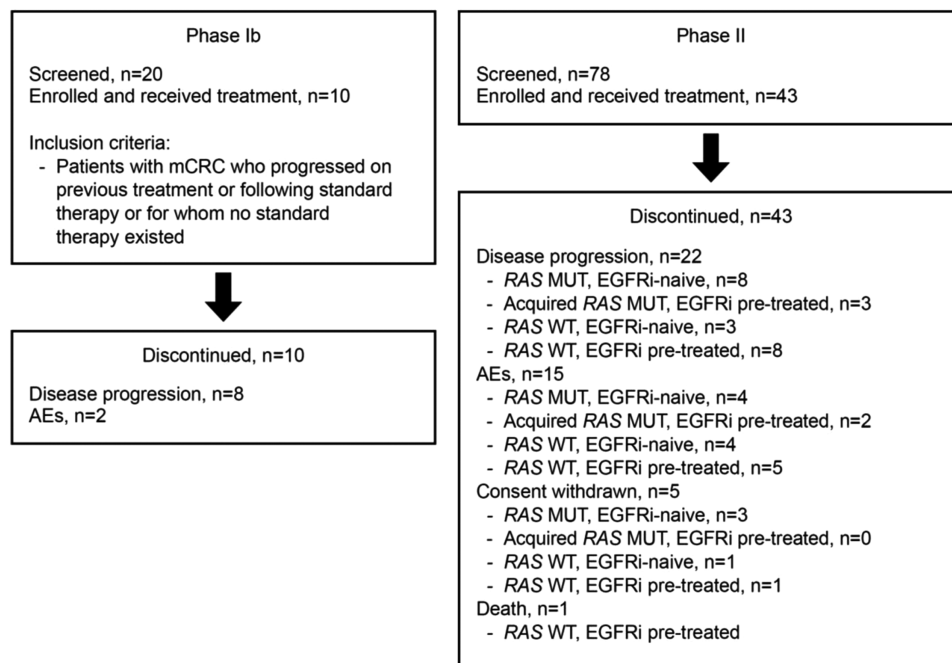 Phase Ib
Screened, n=20
Enrolled and received treatment, n=10
Inclusion criteria:
- Patients with mCRC who progressed on
previous treatment or following standard
therapy or for whom no standard
therapy existed
Discontinued, n=10
Disease progression, n=8
AEs, n=2
Phase II
Screened, n=78
Enrolled and received treatment, n=43
Discontinued, n=43
Disease progression, n=22
- RAS MUT, EGFRi-naive, n=8
- Acquired RAS MUT, EGFRi pre-treated, n=3
- RAS WT, EGFRi-naive, n=3
- RAS WT, EGFRi pre-treated, n=8
AEs, n=15
- RAS MUT, EGFRi-naive, n=4
- Acquired RAS MUT, EGFRi pre-treated, n=2
- RAS WT, EGFRi-naive, n=4
- RAS WT, EGFRi pre-treated, n=5
Consent withdrawn, n=5
- RAS MUT, EGFRi-naive, n=3
- Acquired RAS MUT, EGFRi pre-treated, n=0
- RAS WT, EGFRi-naive, n=1
- RAS WT, EGFRi pre-treated, n=1
Death, n=1
- RAS WT, EGFRi pre-treated